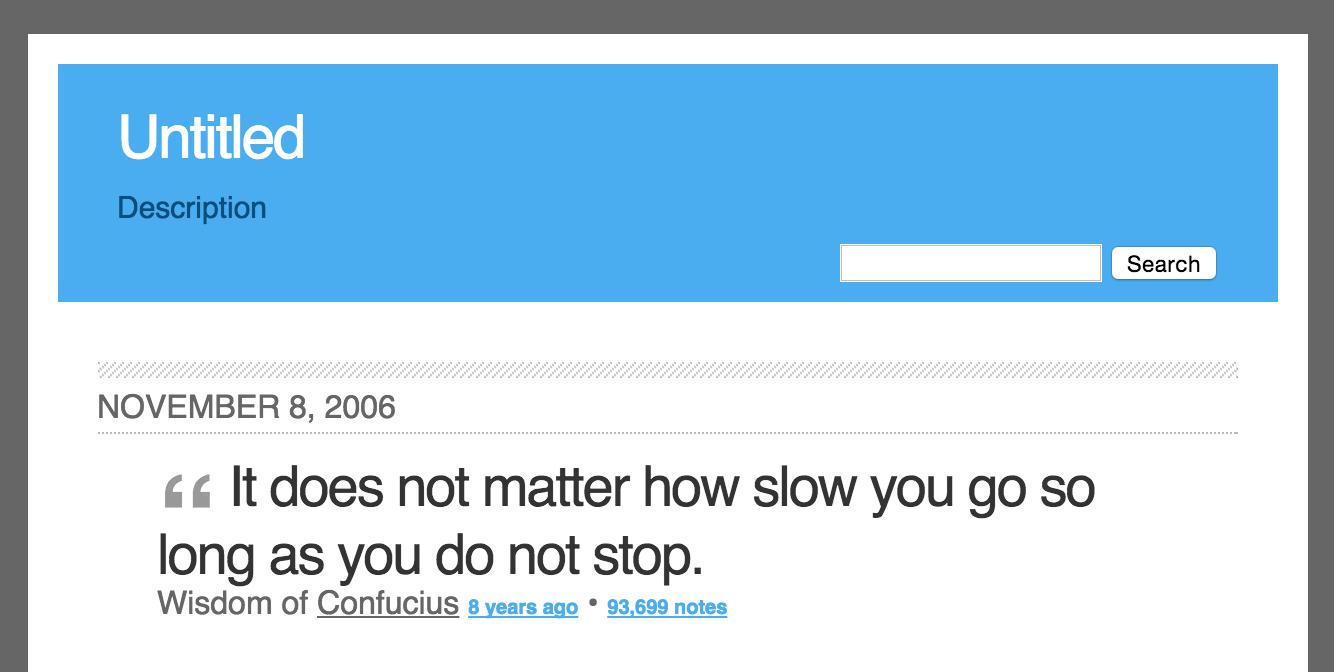 Untitled
Description
Search
NOVEMBER 8, 2006
“ It does not matter how slow you go so
long as you do not stop.
Wisdom of Confucius 8 years ago • 93,699 notes